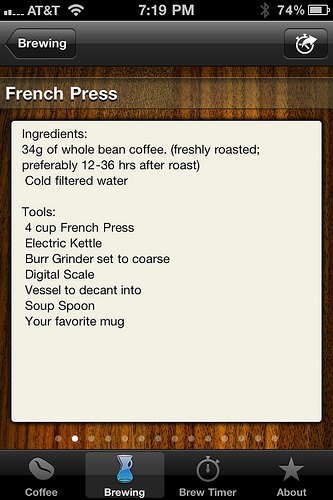 AT&T 7:19 PM 74%
Brewing
French Press
Ingredients:
34g of whole bean coffee. (freshly roasted;
preferably 12-36 hrs after roast)
Cold filtered water
Tools:
4 cup French Press
Electric Kettle
Burr Grinder set to coarse
Digital Scale
Vessel to decant into
Soup Spoon
Your favorite mug
Coffee Brewing Brew Timer About